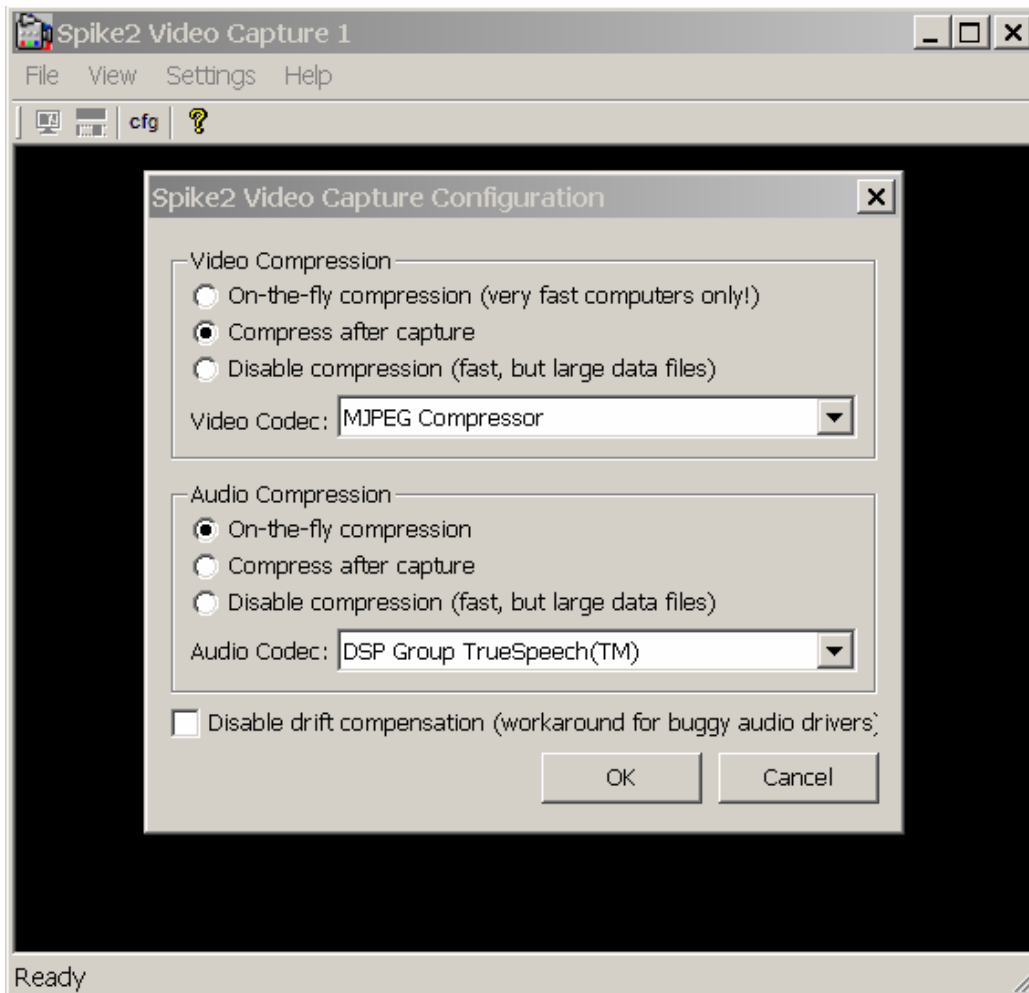 Spike2 Video Capture 1
File View Settings Help
cfg ?
Spike2 Video Capture Configuration
Video Compression
On-the-fly compression (very fast computers only!)
Compress after capture
Disable compression (fast, but large data files)
Video Codec: MJPEG Compressor
Audio Compression
On-the-fly compression
Compress after capture
Disable compression (fast, but large data files)
Audio Codec: DSP Group TrueSpeech(TM)
Disable drift compensation (workaround for buggy audio drivers)
OK Cancel
Ready